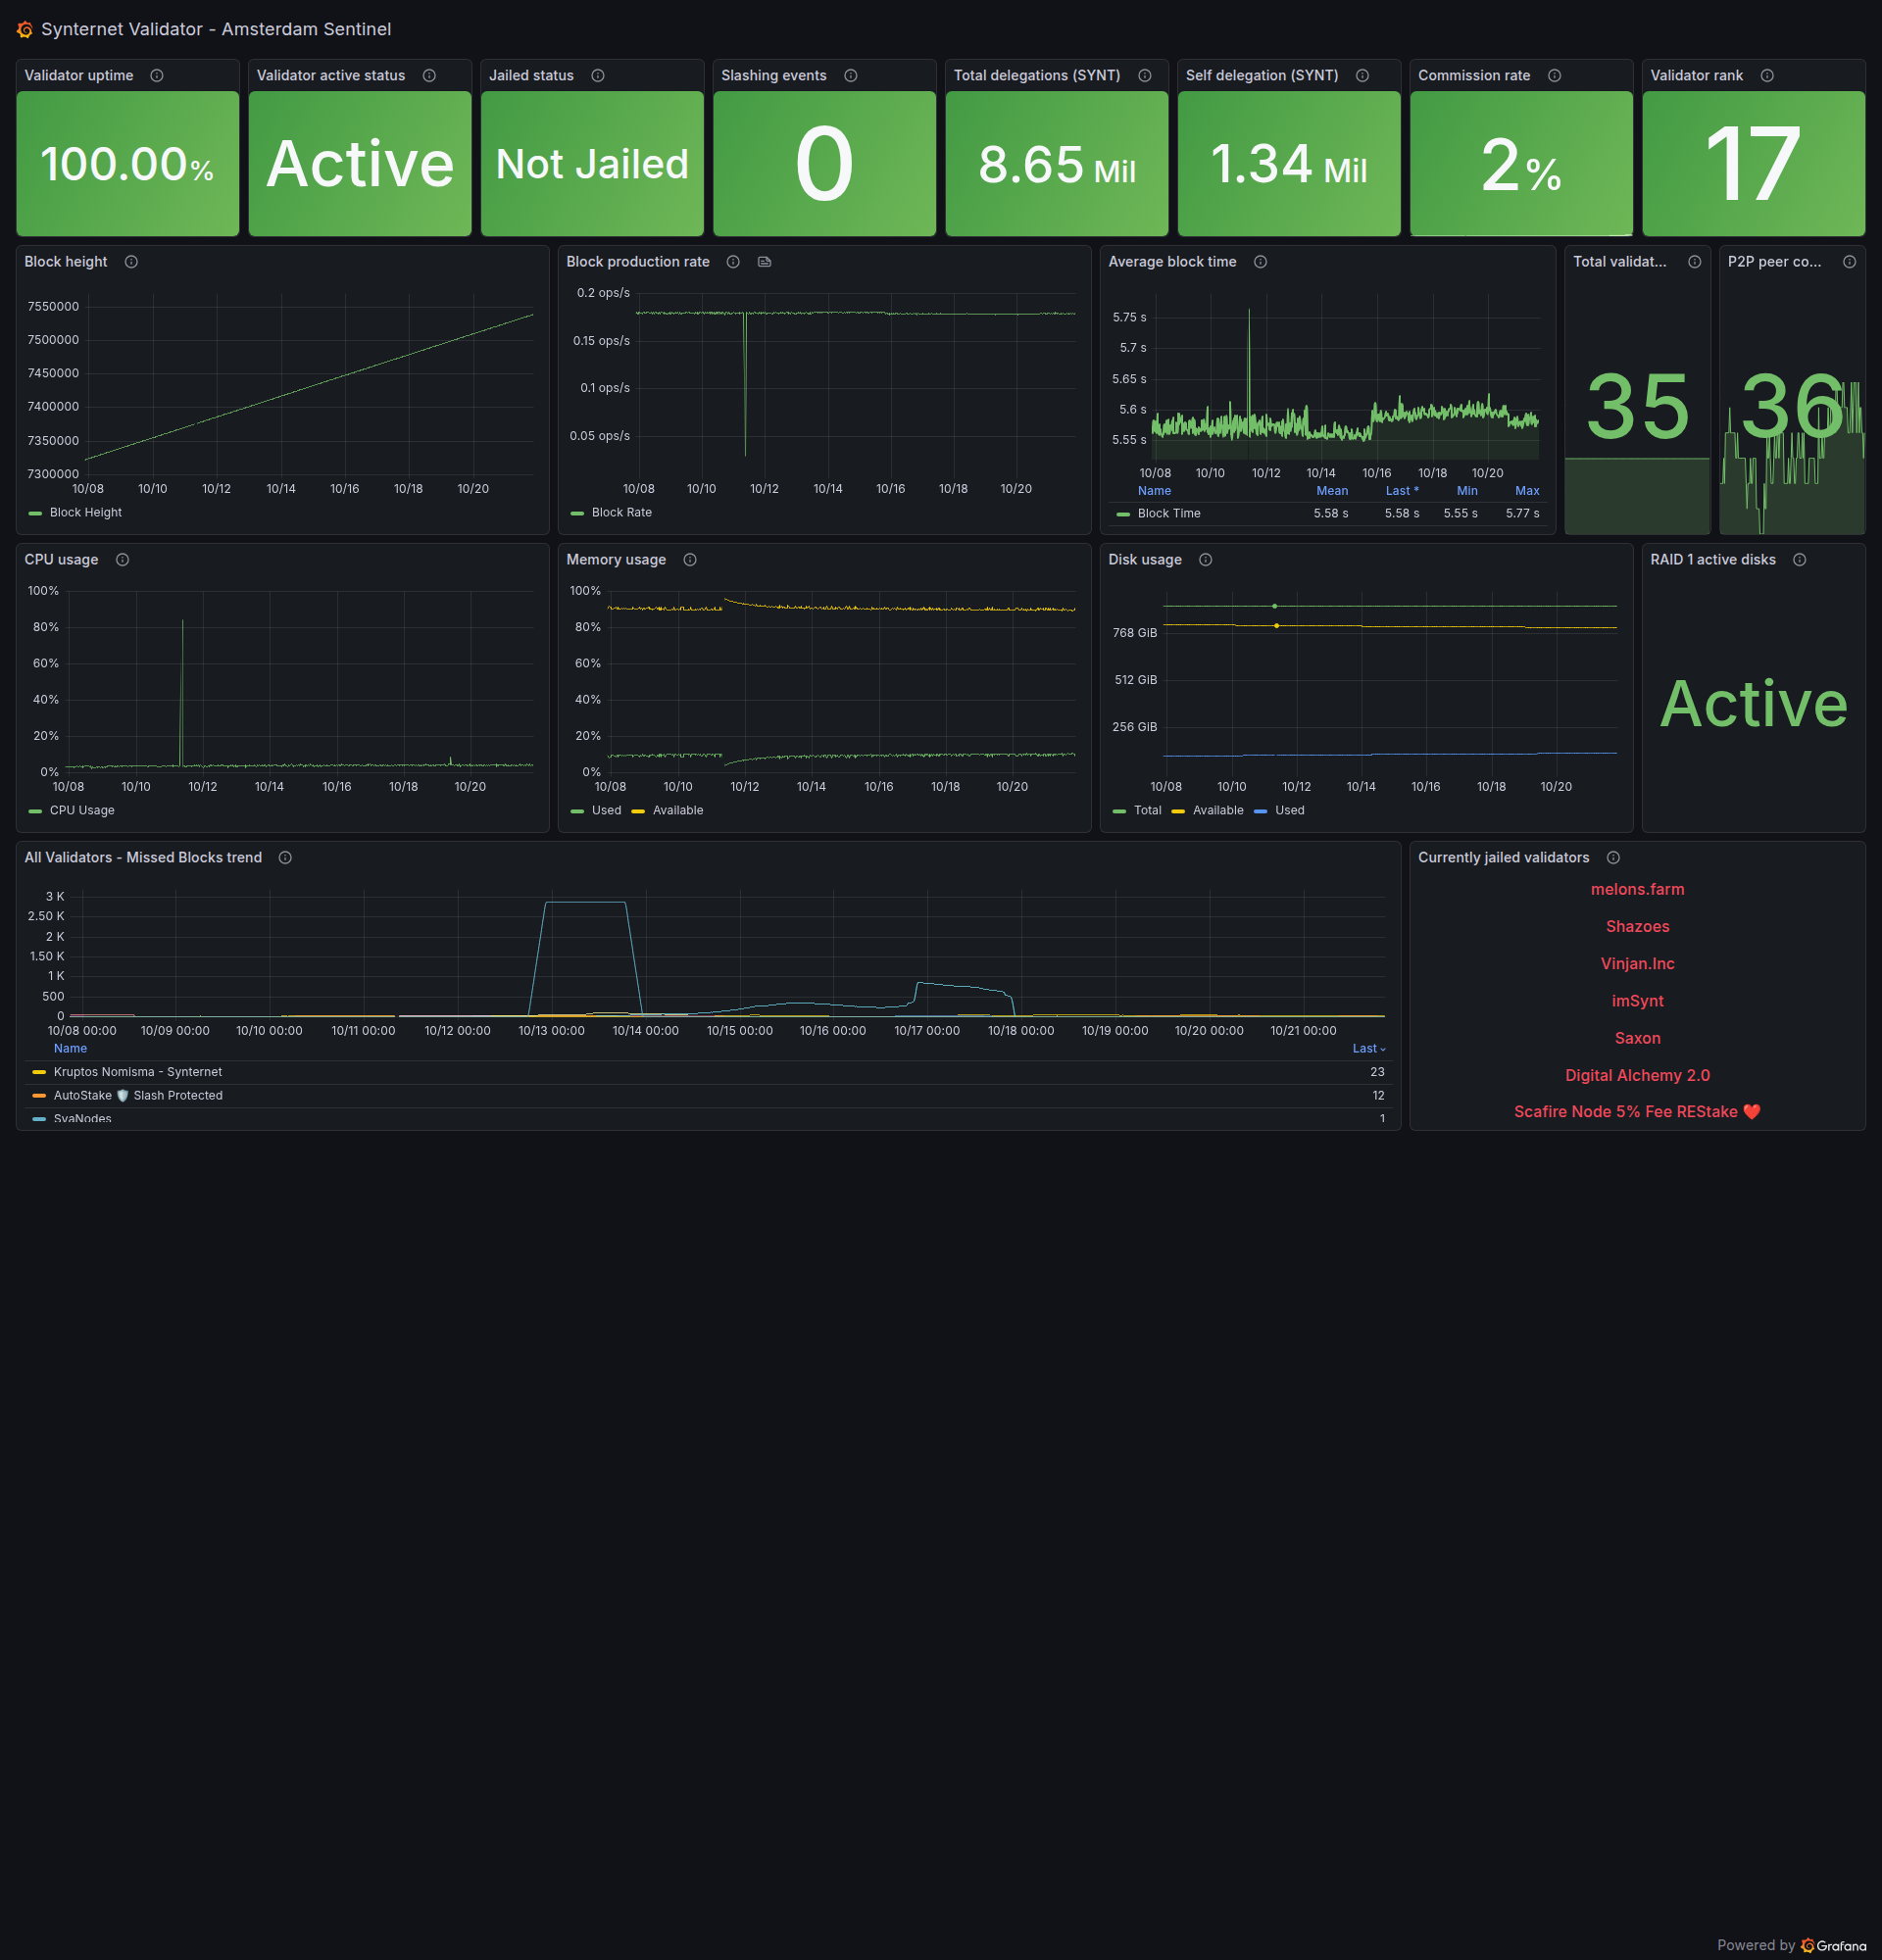 Synternet Validator - Amsterdam Sentinel
Validator uptime
100.00%
Validator active status
Active
Jailed status
Not Jailed
Slashing events
0
Total delegations (SYNT)
8.65 Mil
Self delegation (SYNT)
1.34 Mil
Commission rate
2%
Validator rank
17
Block height
7550000
7500000
7450000
7400000
7350000
7300000
10/08 10/10 10/12 10/14 10/16 10/18 10/20
Block Height
Block production rate
0.2 ops/s
0.15 ops/s
0.1 ops/s
0.05 ops/s
10/08 10/10 10/12 10/14 10/16 10/18 10/20
Block Rate
Average block time
5.75 s
5.7 s
5.65 s
5.6 s
5.55 s
10/08 10/10 10/12 10/14 10/16 10/18 10/20
Name Mean Last * Min Max
Block Time 5.58 s 5.58 s 5.55 s 5.77 s
Total validat...
35
P2P peer co...
36
CPU usage
100%
80%
60%
40%
20%
0%
10/08 10/10 10/12 10/14 10/16 10/18 10/20
CPU Usage
Memory usage
100%
80%
60%
40%
20%
0%
10/08 10/10 10/12 10/14 10/16 10/18 10/20
Used Available
Disk usage
768 GiB
512 GiB
256 GiB
10/08 10/10 10/12 10/14 10/16 10/18 10/20
Total Available Used
RAID 1 active disks
Active
All Validators - Missed Blocks trend
3 K
2.50 K
2 K
1.50 K
1 K
500
0
10/08 00:00 10/09 00:00 10/10 00:00 10/11 00:00 10/12 00:00 10/13 00:00 10/14 00:00 10/15 00:00 10/16 00:00 10/17 00:00 10/18 00:00 10/19 00:00 10/20 00:00 10/21 00:00
Name Last
Kruptos Nomisma - Synternet 23
AutoStake 🛡️ Slash Protected 12
SvaNodes 1
Currently jailed validators
melons.farm
Shazoes
Vinjan.Inc
imSynt
Saxon
Digital Alchemy 2.0
Scafire Node 5% Fee REStake ❤️
Powered by Grafana